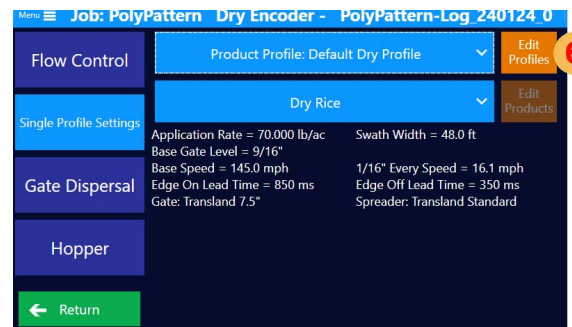 Menu Job: PolyPattern Dry Encoder - PolyPattern-Log_240124_0
Flow Control
Product Profile: Default Dry Profile
Edit Profiles
6
Single Profile Settings
Dry Rice
Edit Products
Application Rate = 70.000 lb/ac Swath Width = 48.0 ft
Base Gate Level = 9/16"
Base Speed = 145.0 mph 1/16" Every Speed = 16.1 mph
Gate Dispersal
Edge On Lead Time = 850 ms Edge Off Lead Time = 350 ms
Gate: Transland 7.5" Spreader: Transland Standard
Hopper
Return